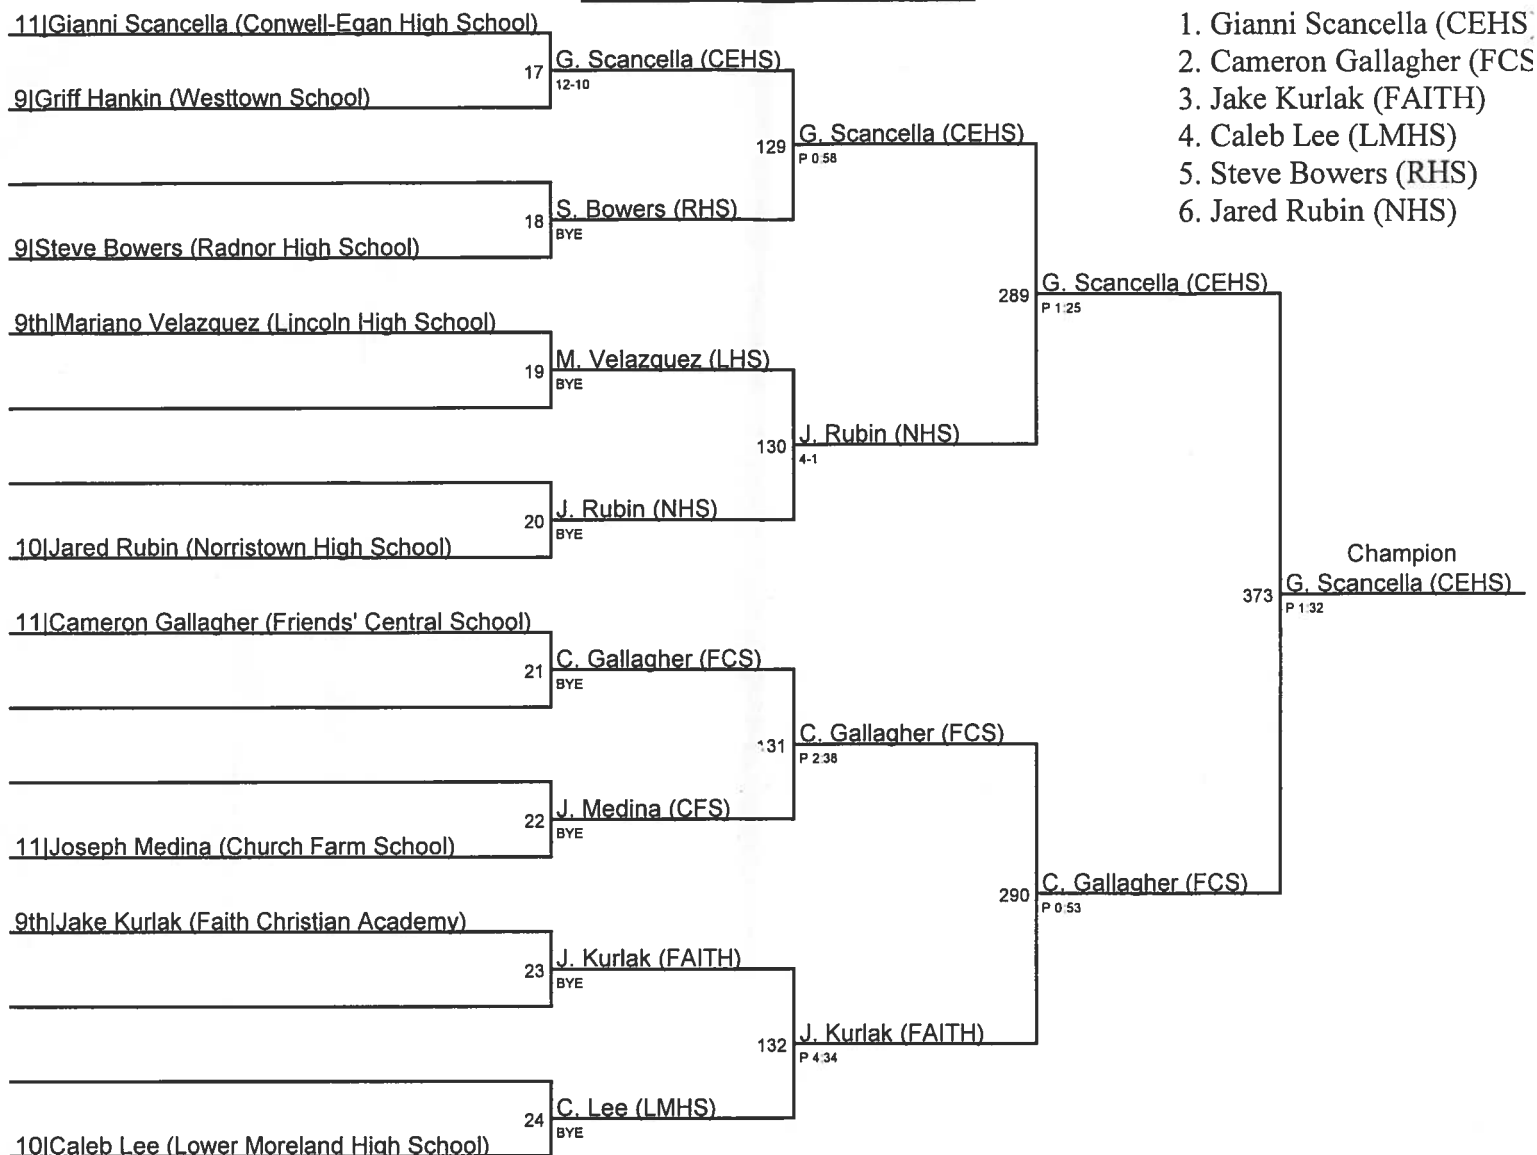 11|Gianni Scancella (Conwell-Egan High School)
17
G. Scancella (CEHS)
12-10
9|Griff Hankin (Westtown School)
129
G. Scancella (CEHS)
P 0:58
18
S. Bowers (RHS)
BYE
9|Steve Bowers (Radnor High School)
289
G. Scancella (CEHS)
P 1:25
9th|Mariano Velazquez (Lincoln High School)
19
M. Velazquez (LHS)
BYE
130
J. Rubin (NHS)
4-1
20
J. Rubin (NHS)
BYE
10|Jared Rubin (Norristown High School)
Champion
373
G. Scancella (CEHS)
P 1:32
11|Cameron Gallagher (Friends' Central School)
21
C. Gallagher (FCS)
BYE
131
C. Gallagher (FCS)
P 2:38
22
J. Medina (CFS)
BYE
11|Joseph Medina (Church Farm School)
290
C. Gallagher (FCS)
P 0:53
9th|Jake Kurlak (Faith Christian Academy)
23
J. Kurlak (FAITH)
BYE
132
J. Kurlak (FAITH)
P 4:34
24
C. Lee (LMHS)
BYE
10|Caleb Lee (Lower Moreland High School)
1. Gianni Scancella (CEHS)
2. Cameron Gallagher (FCS
3. Jake Kurlak (FAITH)
4. Caleb Lee (LMHS)
5. Steve Bowers (RHS)
6. Jared Rubin (NHS)